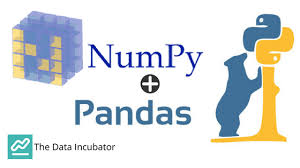 NumPy
+
Pandas
The Data Incubator